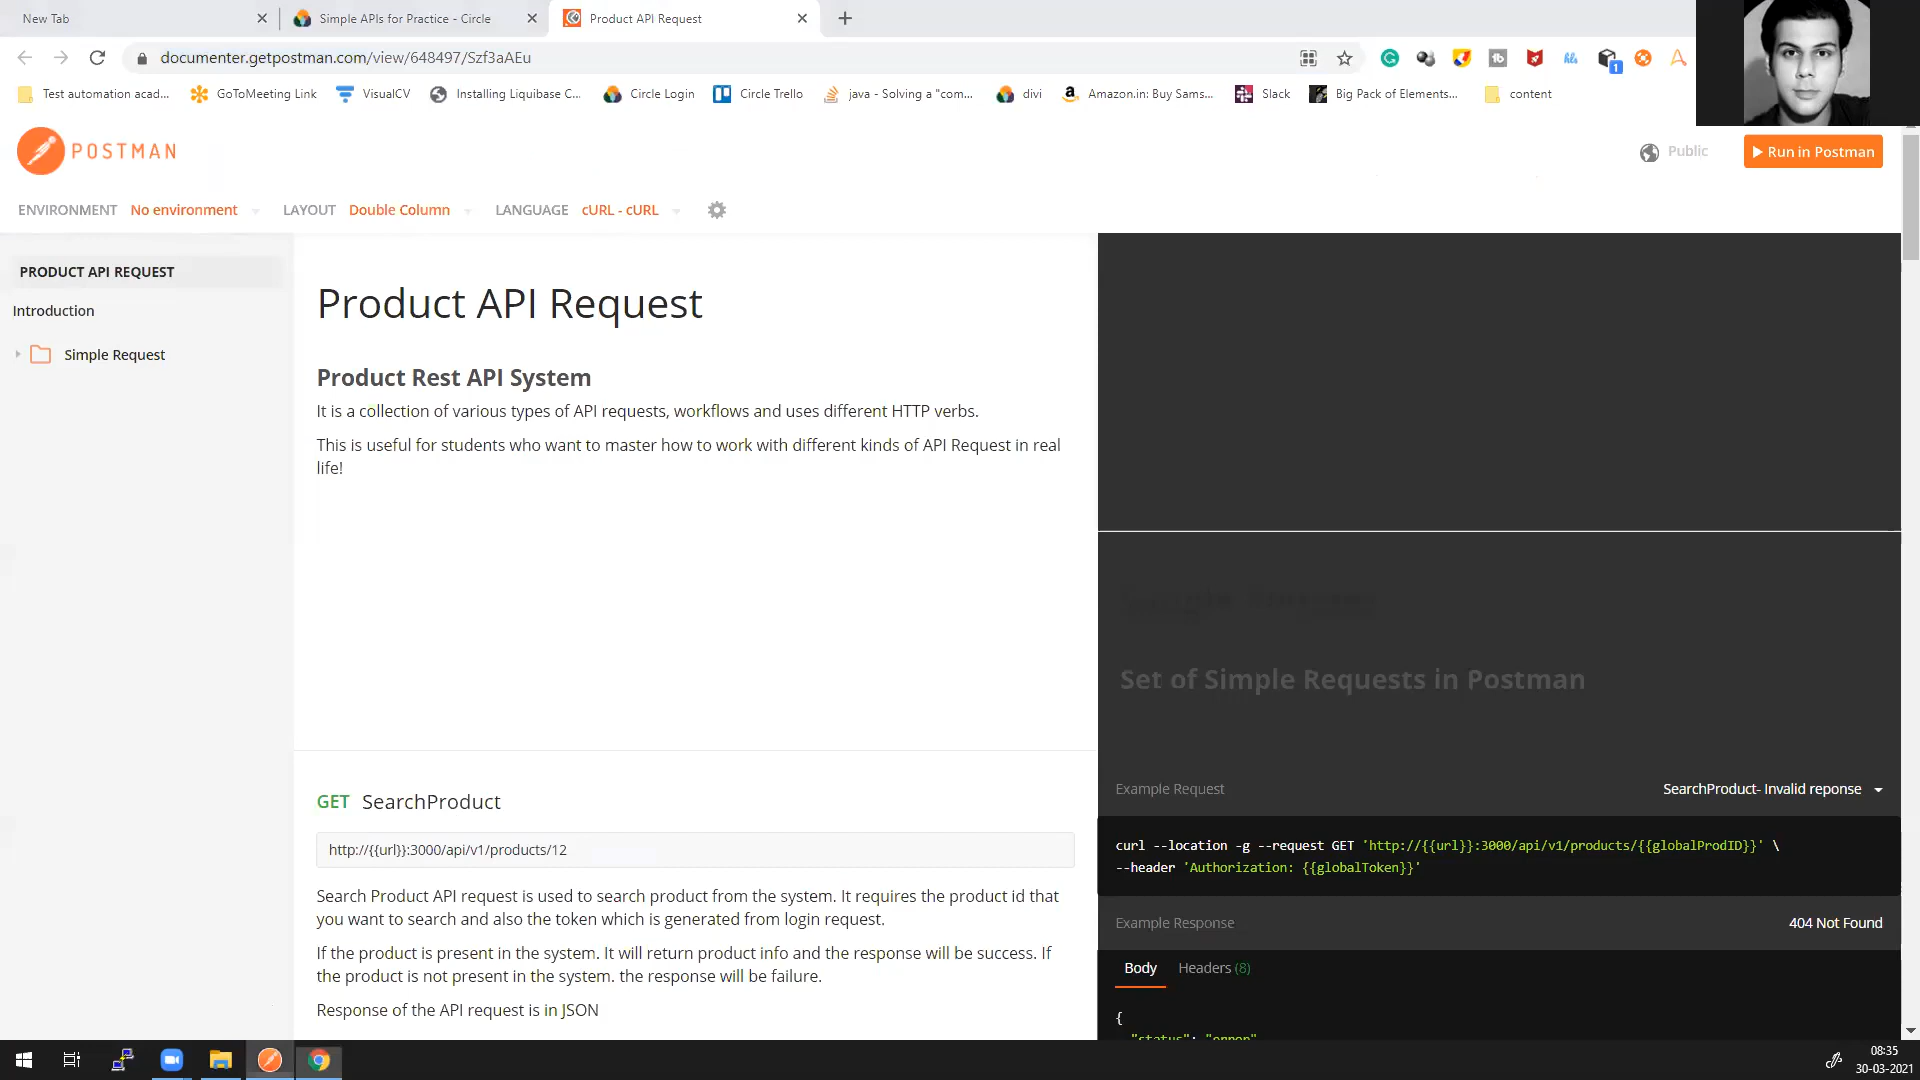 New Tab
Simple APIs for Practice - Circle
Product API Request
documenter.getpostman.com/view/648497/Szf3aAEu
1
Test automation acad...
GoToMeeting Link
VisualCV
Installing Liquibase C...
Circle Login
Circle Trello
java - Solving a "com...
divi
Amazon.in: Buy Sams...
Slack
Big Pack of Elements...
content
POSTMAN
Public
Run in Postman
ENVIRONMENT No environment
LAYOUT Double Column
LANGUAGE cURL - cURL
PRODUCT API REQUEST
Introduction
Simple Request
Product API Request
Product Rest API System
It is a collection of various types of API requests, workflows and uses different HTTP verbs.
This is useful for students who want to master how to work with different kinds of API Request in real
life!
Set of Simple Requests in Postman
GET SearchProduct
http://{{url}}:3000/api/v1/products/12
Search Product API request is used to search product from the system. It requires the product id that
you want to search and also the token which is generated from login request.
If the product is present in the system. It will return product info and the response will be success. If
the product is not present in the system. the response will be failure.
Response of the API request is in JSON
Example Request
SearchProduct- Invalid reponse
curl --location -g --request GET 'http://{{url}}:3000/api/v1/products/{{globalProdID}}' \
--header 'Authorization: {{globalToken}}'
Example Response
404 Not Found
Body
Headers (8)
{
"status": "error"
08:35
30-03-2021